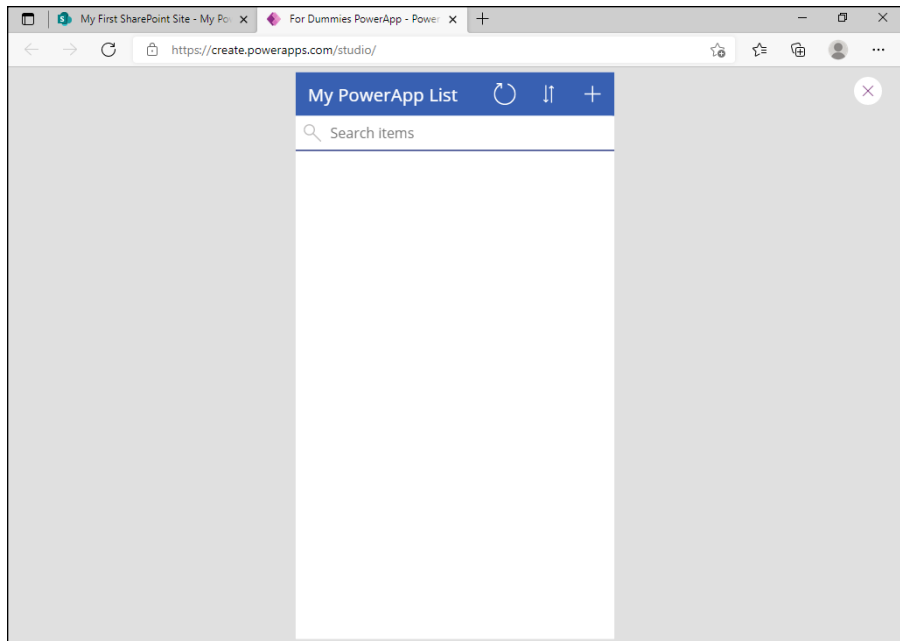 My First SharePoint Site - My Po
For Dummies PowerApp - Power
https://create.powerapps.com/studio/
My PowerApp List
Search items